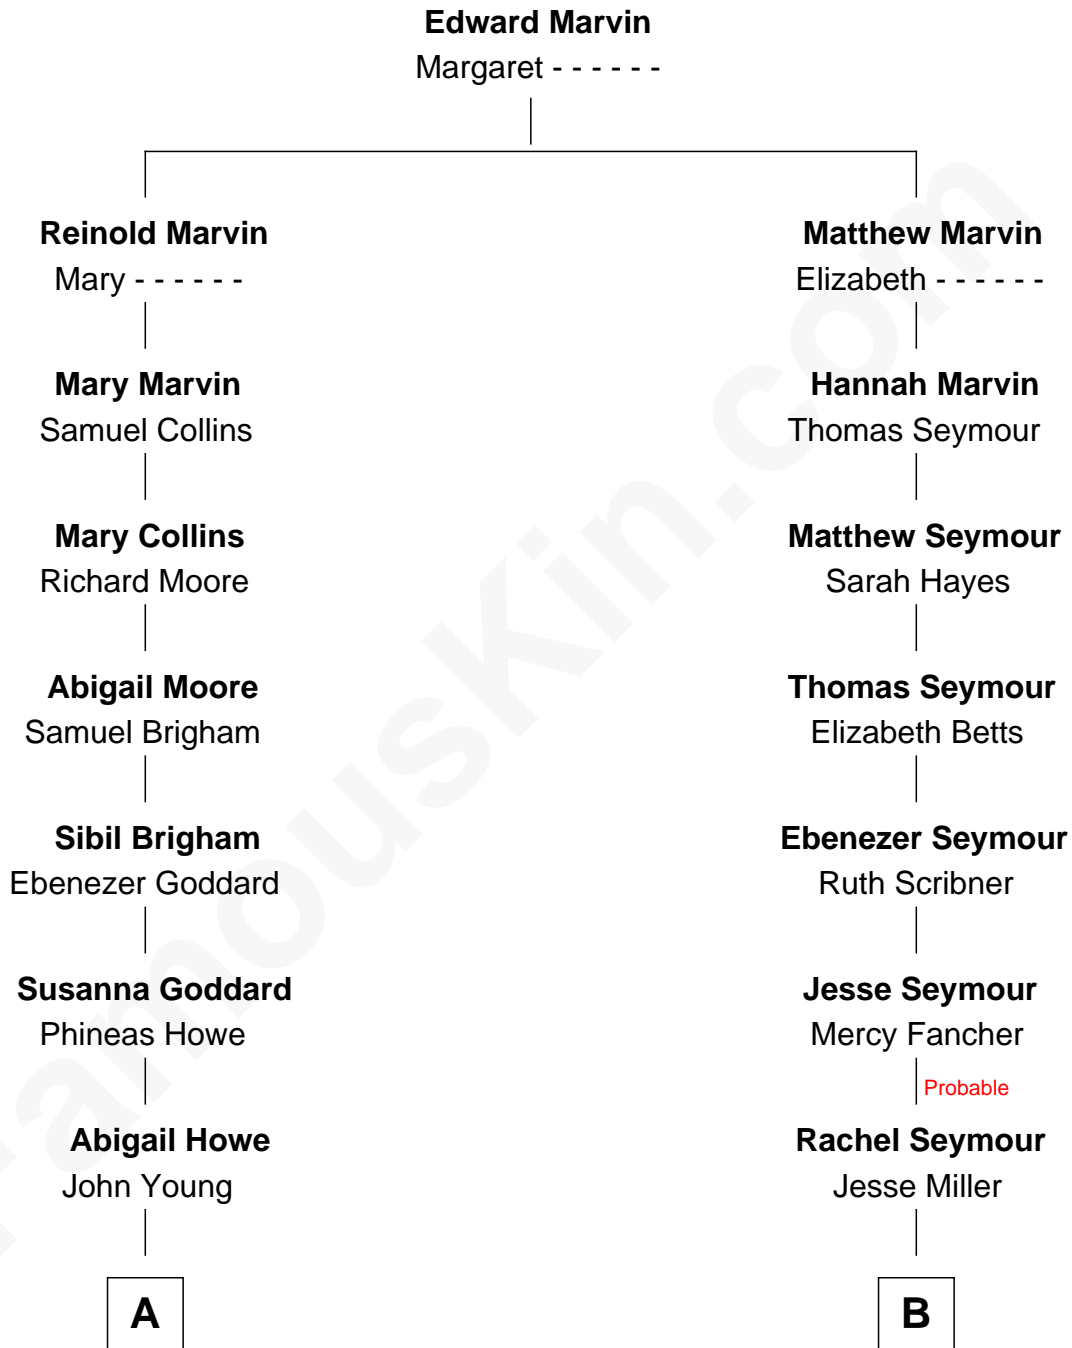 Edward Marvin
Margaret - - - - - -
Reinold Marvin
Mary - - - - - -
Mary Marvin
Samuel Collins
Mary Collins
Richard Moore
Abigail Moore
Samuel Brigham
Sibil Brigham
Ebenezer Goddard
Susanna Goddard
Phineas Howe
Abigail Howe
John Young
A
Matthew Marvin
Elizabeth - - - - - -
Hannah Marvin
Thomas Seymour
Matthew Seymour
Sarah Hayes
Thomas Seymour
Elizabeth Betts
Ebenezer Seymour
Ruth Scribner
Jesse Seymour
Mercy Fancher
Probable
Rachel Seymour
Jesse Miller
B
FamousKin.com